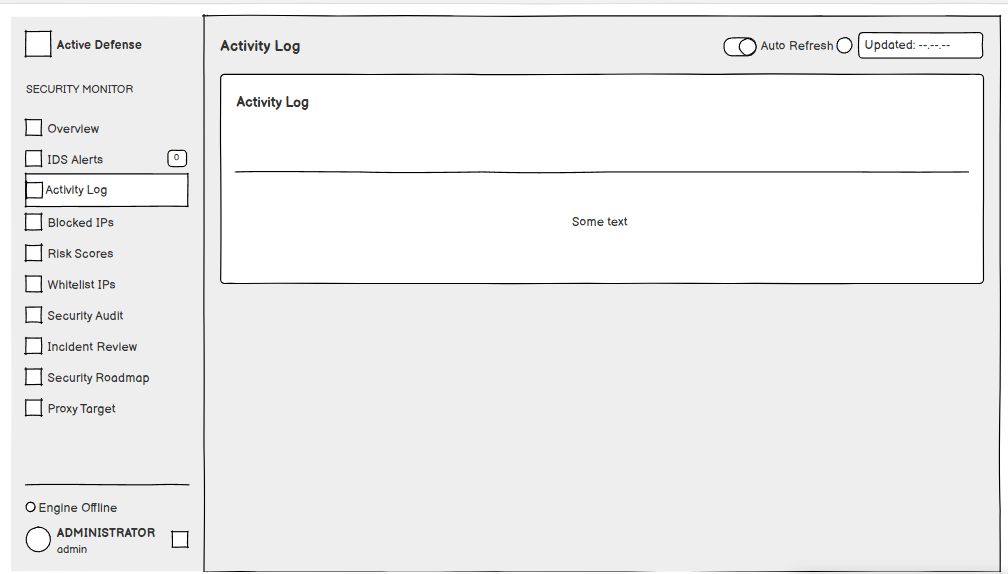 Active Defense
SECURITY MONITOR
Overview
IDS Alerts
0
Activity Log
Blocked IPs
Risk Scores
Whitelist IPs
Security Audit
Incident Review
Security Roadmap
Proxy Target
Engine Offline
ADMINISTRATOR
admin
Activity Log
Auto Refresh
Updated: --.--.--
Activity Log
Some text